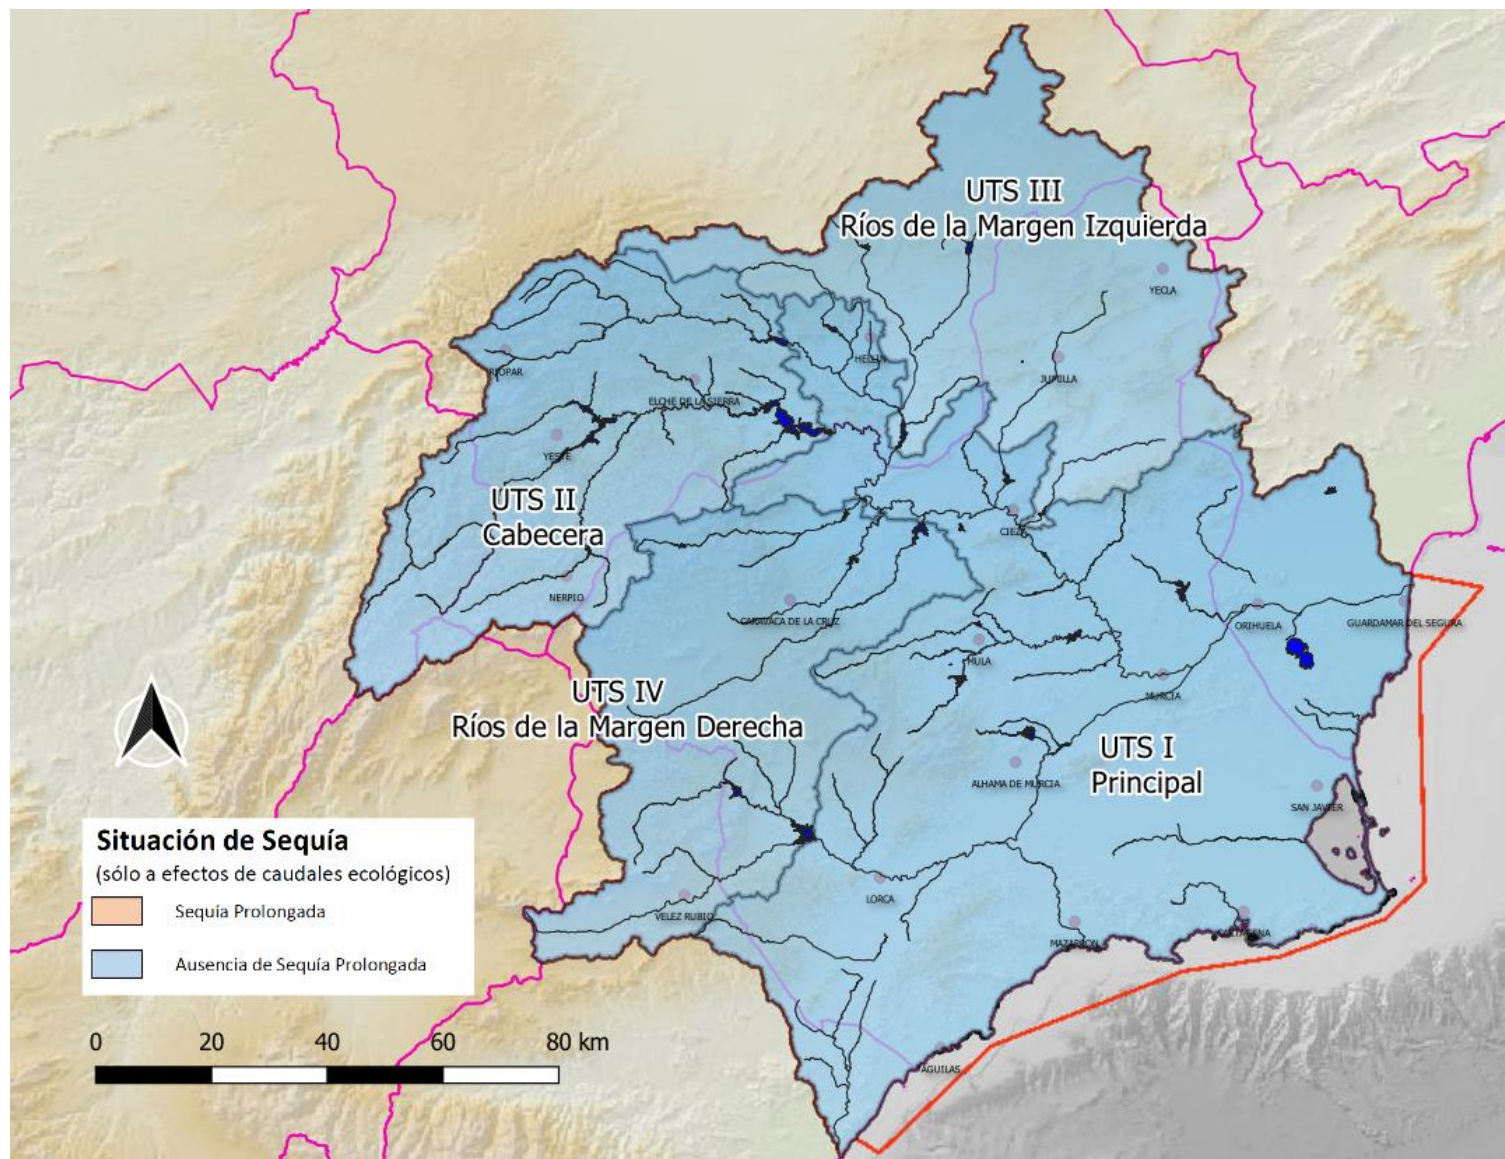 UTS III
Ríos de la Margen Izquierda
YECLA
HELLIN
RIOPAR
JUMILLA
ELCHE DE LA SIERRA
YESTE
UTS II
Cabecera
CIEZA
NERPIO
CARAVACA DE LA CRUZ
ORIHUELA
GUARDAMAR DEL SEGURA
MULA
MURCIA
UTS IV
Ríos de la Margen Derecha
UTS I
Principal
ALHAMA DE MURCIA
SAN JAVIER
Situación de Sequía
(sólo a efectos de caudales ecológicos)
Sequía Prolongada
Ausencia de Sequía Prolongada
LORCA
VELEZ RUBIO
CARTAGENA
MAZARRON
0 20 40 60 80 km
AGUILAS